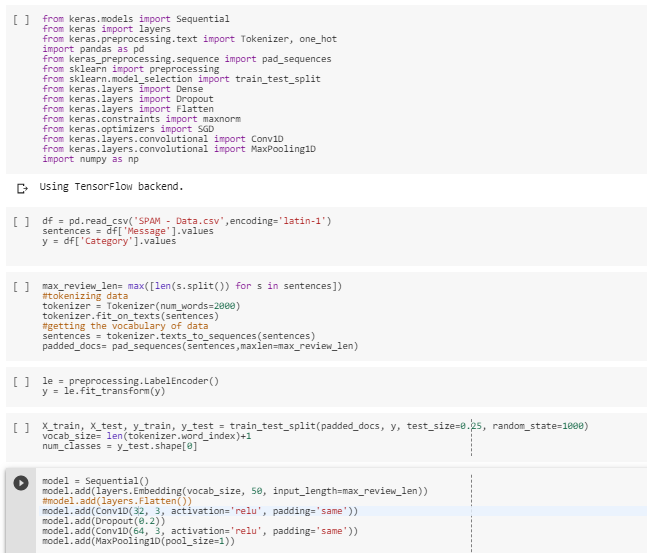 [ ] from keras.models import Sequential
from keras import layers
from keras.preprocessing.text import Tokenizer, one_hot
import pandas as pd
from keras_preprocessing.sequence import pad_sequences
from sklearn import preprocessing
from sklearn.model_selection import train_test_split
from keras.layers import Dense
from keras.layers import Dropout
from keras.layers import Flatten
from keras.constraints import maxnorm
from keras.optimizers import SGD
from keras.layers.convolutional import Conv1D
from keras.layers.convolutional import MaxPooling1D
import numpy as np
Using TensorFlow backend.
[ ] df = pd.read_csv('SPAM - Data.csv',encoding='latin-1')
sentences = df['Message'].values
y = df['Category'].values
[ ] max_review_len= max([len(s.split()) for s in sentences])
#tokenizing data
tokenizer = Tokenizer(num_words=2000)
tokenizer.fit_on_texts(sentences)
#getting the vocabulary of data
sentences = tokenizer.texts_to_sequences(sentences)
padded_docs= pad_sequences(sentences,maxlen=max_review_len)
[ ] le = preprocessing.LabelEncoder()
y = le.fit_transform(y)
[ ] X_train, X_test, y_train, y_test = train_test_split(padded_docs, y, test_size=0.25, random_state=1000)
vocab_size= len(tokenizer.word_index)+1
num_classes = y_test.shape[0]
model = Sequential()
model.add(layers.Embedding(vocab_size, 50, input_length=max_review_len))
#model.add(layers.Flatten())
model.add(Conv1D(32, 3, activation='relu', padding='same'))
model.add(Dropout(0.2))
model.add(Conv1D(64, 3, activation='relu', padding='same'))
model.add(MaxPooling1D(pool_size=1))